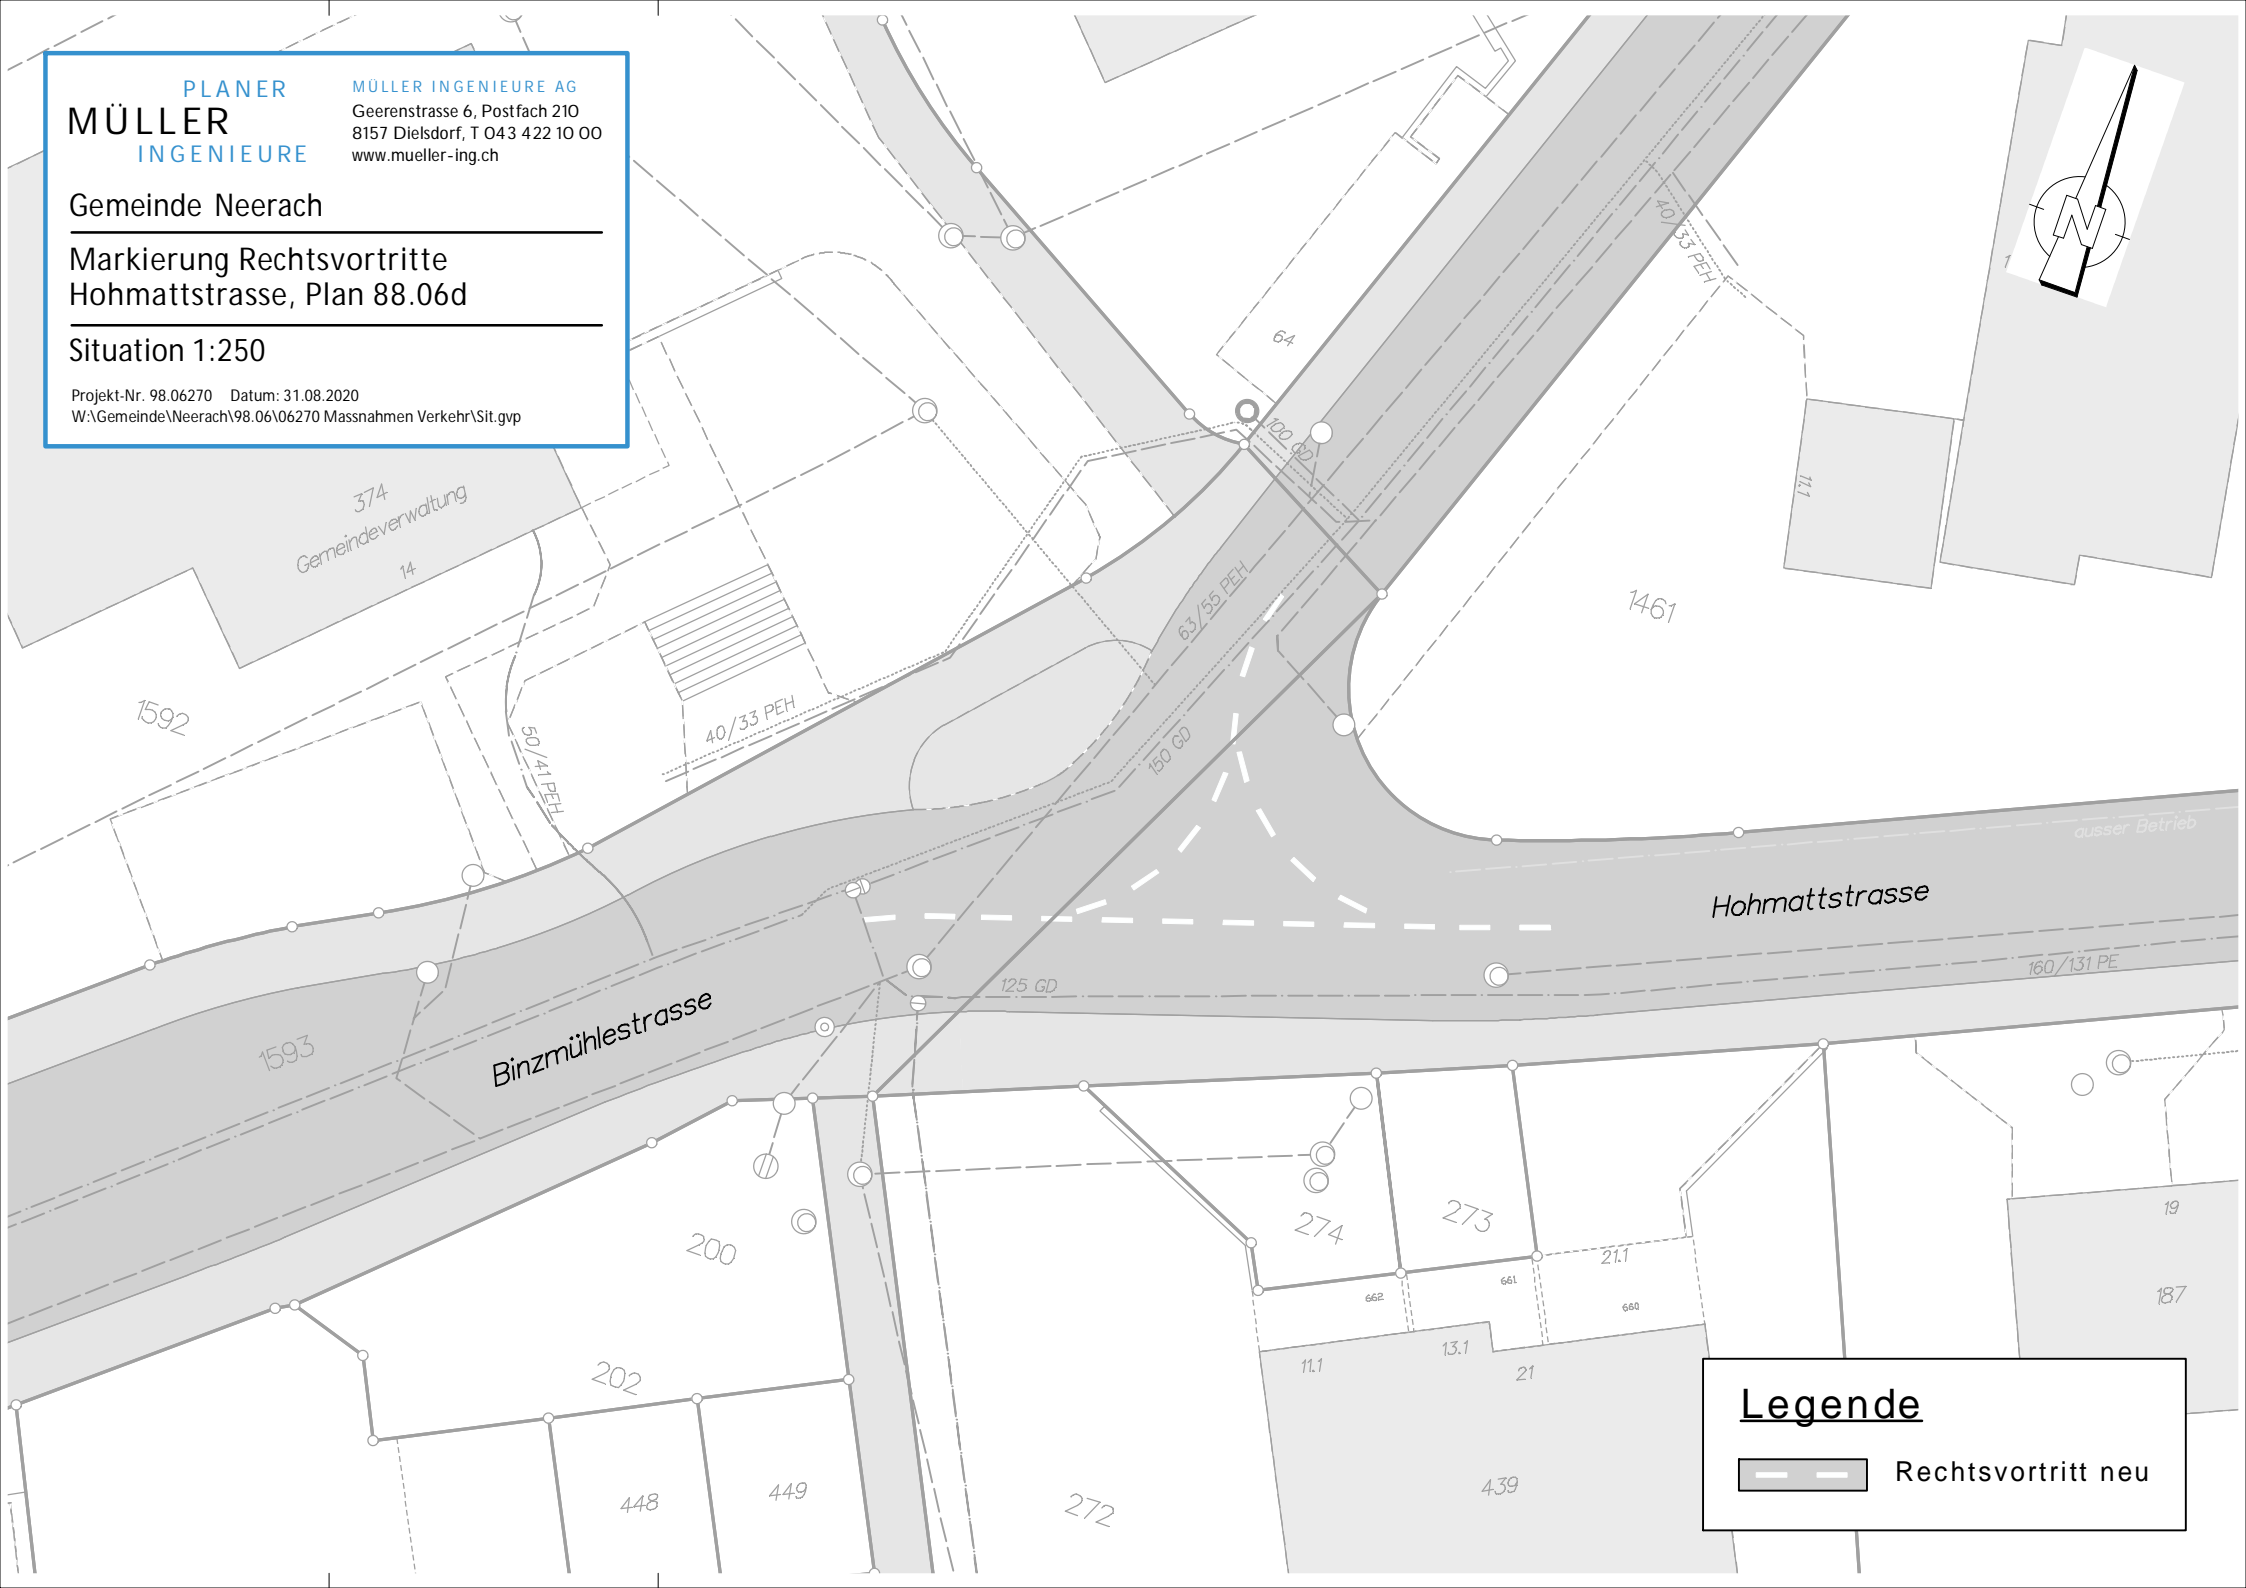 PLANER
MÜLLER
INGENIEURE
MÜLLER INGENIEURE AG
Geerenstrasse 6, Postfach 210
8157 Dielsdorf, T 043 422 10 00
www.mueller-ing.ch
Gemeinde Neerach
Markierung Rechtsvortritte
Hohmattstrasse, Plan 88.06d
Situation 1:250
Projekt-Nr. 98.06270 Datum: 31.08.2020
W:\Gemeinde\Neerach\98.06\06270 Massnahmen Verkehr\Sit.gvp
N
40/33 PEH
64
100 GD
374
Gemeindeverwaltung
14
11.1
63/55 PEH
1461
1592
40/33 PEH
50/41 PEH
150 GD
ausser Betrieb
Hohmattstrasse
125 GD
160/131 PE
1593
Binzmühlestrasse
200
274
273
21.1
19
662
661
660
187
202
11.1
13.1
21
448
449
272
439
Legende
Rechtsvortritt neu